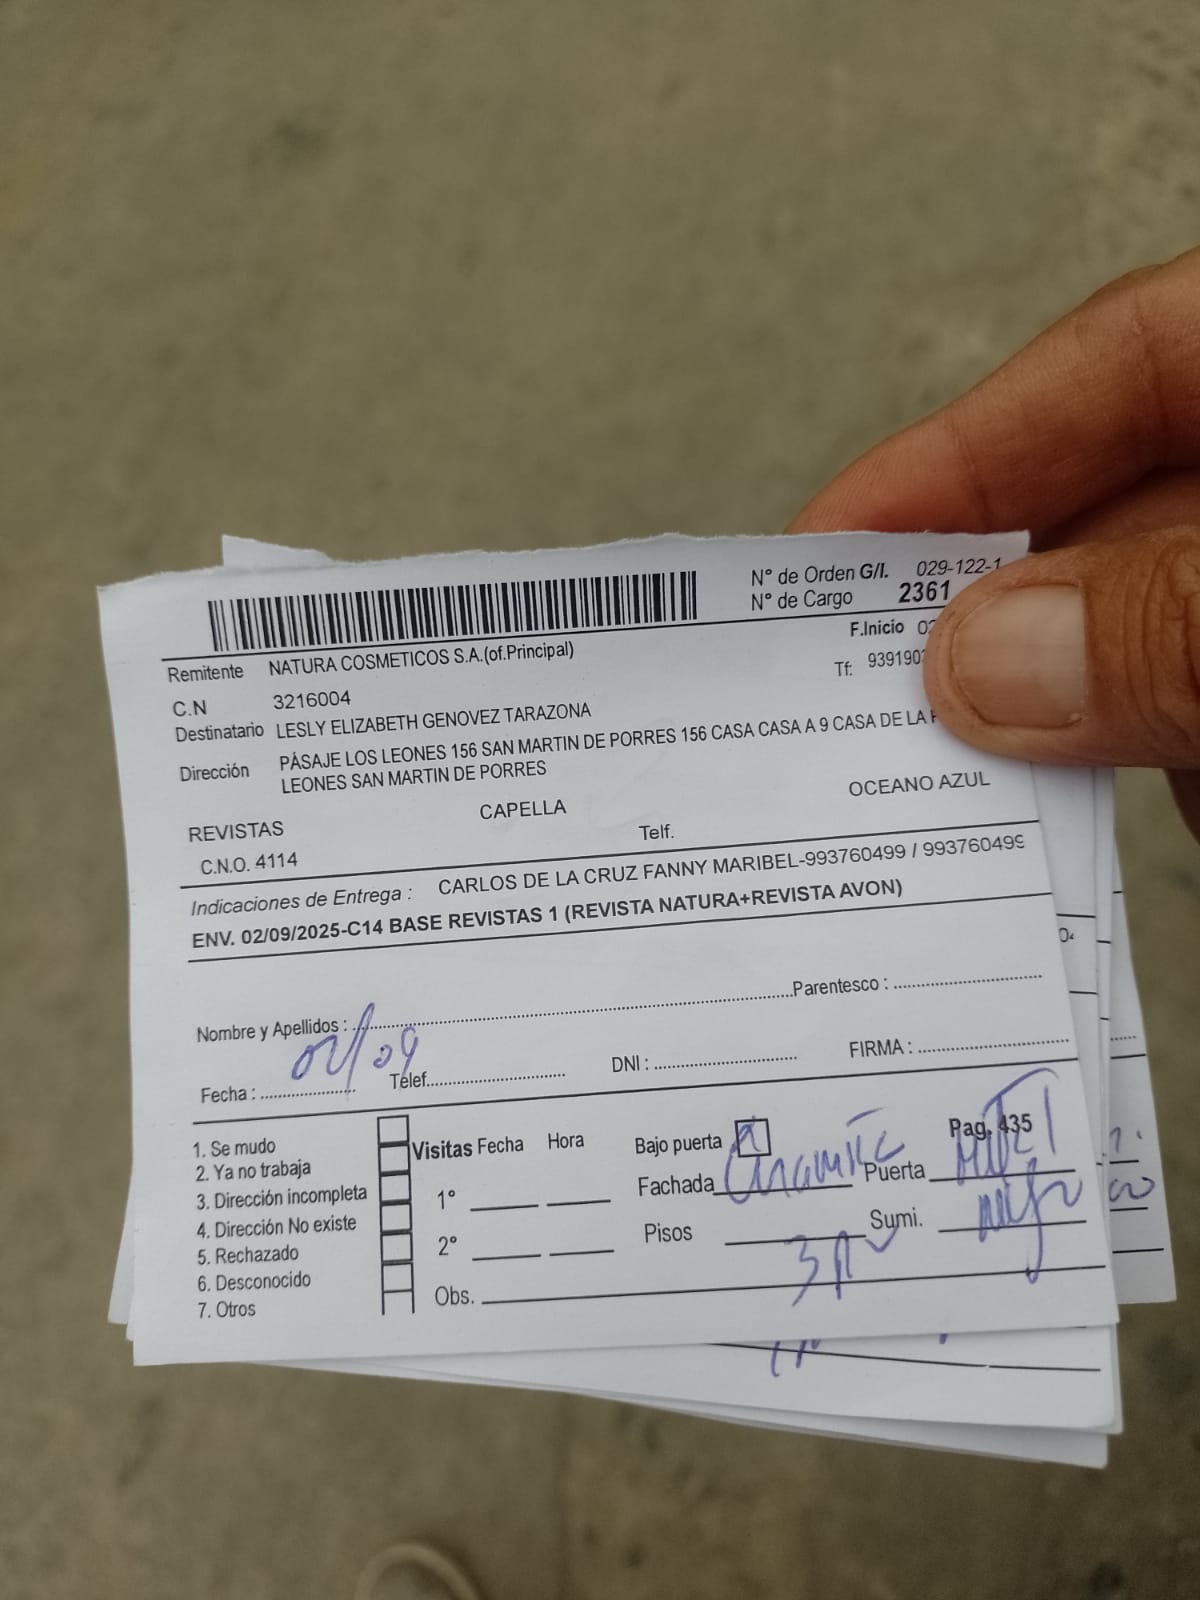 N° de Orden G/I. 029-122-1
N° de Cargo 2361
F.Inicio 02
Remitente NATURA COSMETICOS S.A.(of.Principal)
Tf: 939190
C.N 3216004
Destinatario LESLY ELIZABETH GENOVEZ TARAZONA
Dirección PÁSAJE LOS LEONES 156 SAN MARTIN DE PORRES 156 CASA CASA A 9 CASA DE LA
LEONES SAN MARTIN DE PORRES
REVISTAS CAPELLA OCEANO AZUL
C.N.O. 4114 Telf.
Indicaciones de Entrega : CARLOS DE LA CRUZ FANNY MARIBEL-993760499 / 993760499
ENV. 02/09/2025-C14 BASE REVISTAS 1 (REVISTA NATURA+REVISTA AVON)
Nombre y Apellidos : Parentesco :
Fecha : 02/09 Telef. DNI : FIRMA :
1. Se mudo
2. Ya no trabaja
3. Dirección incompleta
4. Dirección No existe
5. Rechazado
6. Desconocido
7. Otros
Visitas Fecha Hora
1°
2°
Obs.
Bajo puerta Pag. 435
Fachada Puerta
Pisos 3 Sumi.